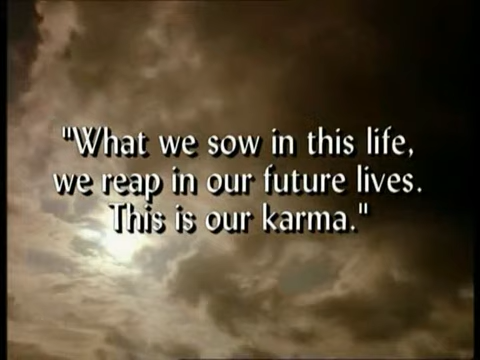 "What we sow in this life,
we reap in our future lives.
This is our karma."